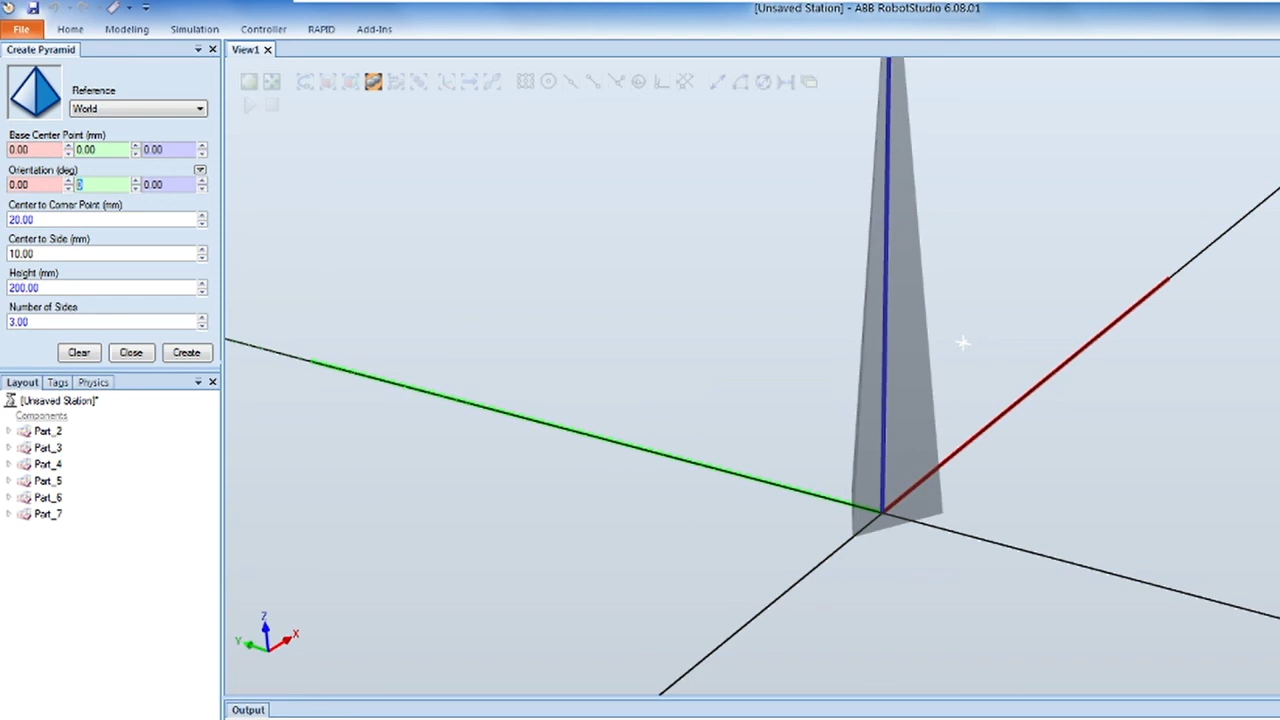 [Unsaved Station] - ABB RobotStudio 6.08.01
File Home Modeling Simulation Controller RAPID Add-Ins
Create Pyramid
View1
Reference
World
Base Center Point (mm)
0.00 0.00 0.00
Orientation (deg)
0.00 0 0.00
Center to Corner Point (mm)
20.00
Center to Side (mm)
10.00
Height (mm)
200.00
Number of Sides
3.00
Clear Close Create
Layout Tags Physics
[Unsaved Station]*
Components
Part_2
Part_3
Part_4
Part_5
Part_6
Part_7
Z
Y X
Output